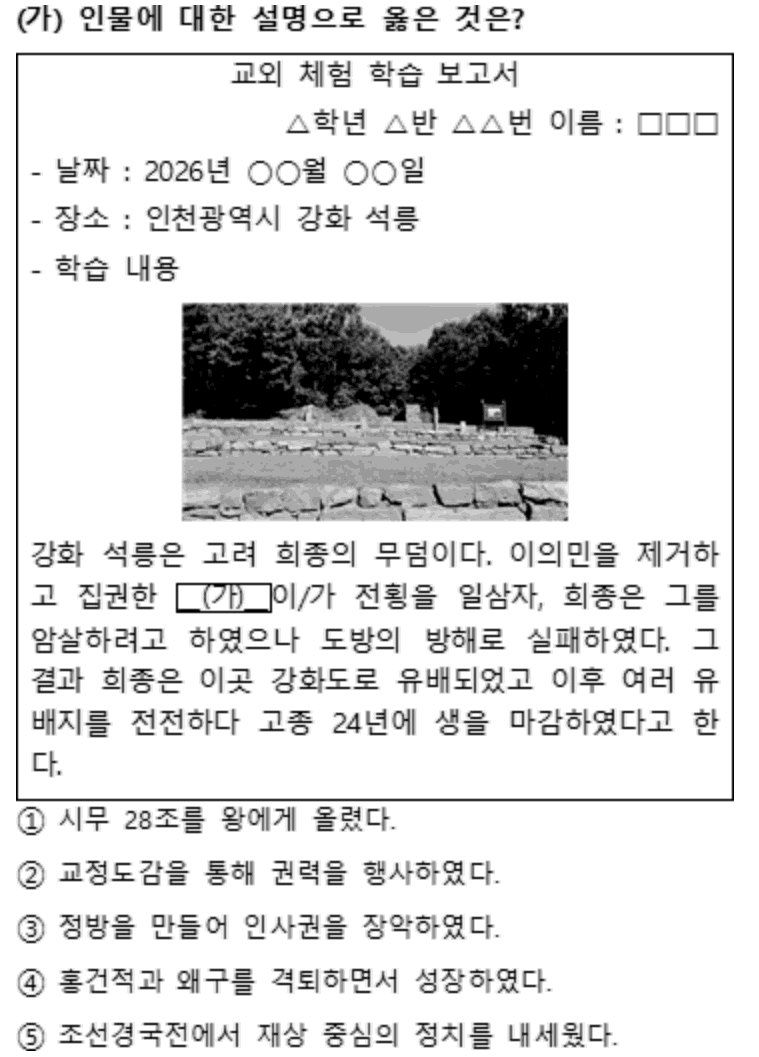 (가) 인물에 대한 설명으로 옳은 것은?
교외 체험 학습 보고서
△학년 △반 △△번 이름 : □□□
- 날짜 : 2026년 ○○월 ○○일
- 장소 : 인천광역시 강화 석릉
- 학습 내용
강화 석릉은 고려 희종의 무덤이다. 이의민을 제거하
고 집권한 (가) 이/가 전횡을 일삼자, 희종은 그를
암살하려고 하였으나 도방의 방해로 실패하였다. 그
결과 희종은 이곳 강화도로 유배되었고 이후 여러 유
배지를 전전하다 고종 24년에 생을 마감하였다고 한
다.
① 시무 28조를 왕에게 올렸다.
② 교정도감을 통해 권력을 행사하였다.
③ 정방을 만들어 인사권을 장악하였다.
④ 홍건적과 왜구를 격퇴하면서 성장하였다.
⑤ 조선경국전에서 재상 중심의 정치를 내세웠다.